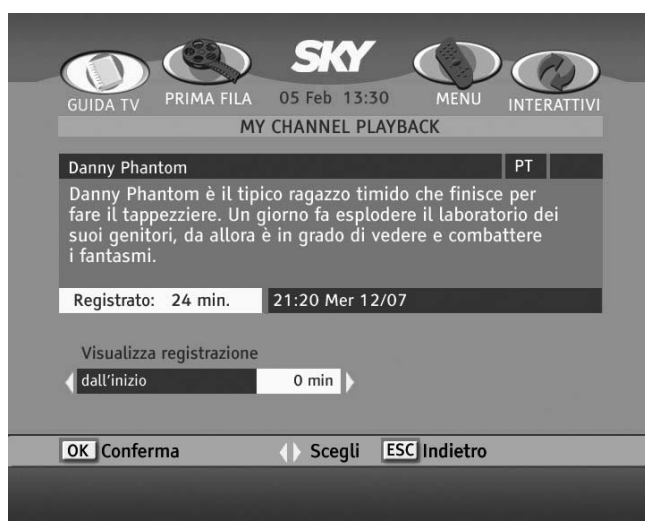 SKY
GUIDA TV PRIMA FILA 05 Feb 13:30 MENU INTERATTIVI
MY CHANNEL PLAYBACK
Danny Phantom PT
Danny Phantom è il tipico ragazzo timido che finisce per
fare il tappezziere. Un giorno fa esplodere il laboratorio dei
suoi genitori, da allora è in grado di vedere e combattere
i fantasmi.
Registrato: 24 min. 21:20 Mer 12/07
Visualizza registrazione
dall'inizio 0 min
OK Conferma Scegli ESC Indietro